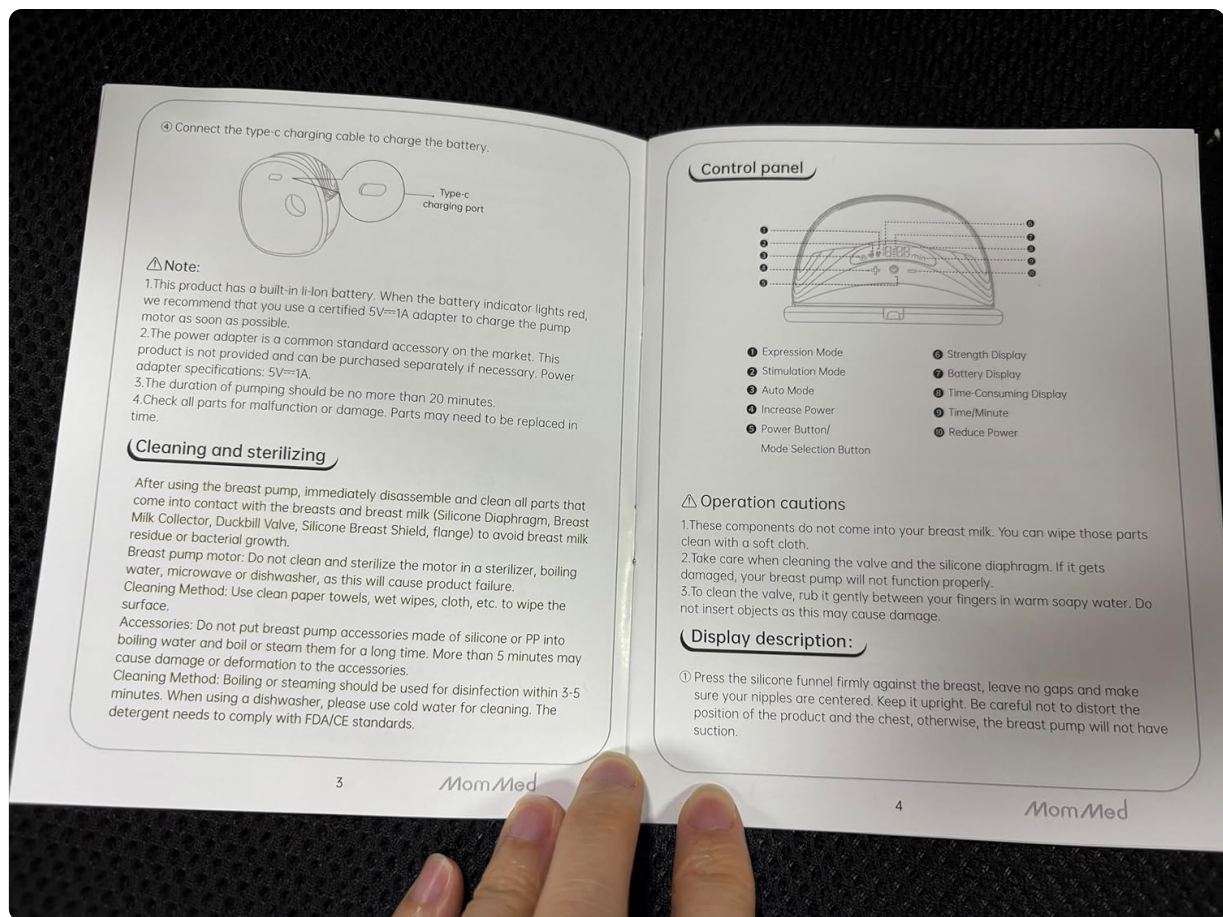 ④ Connect the type-c charging cable to charge the battery.
Type-c
charging port
⚠Note:
1.This product has a built-in li-Ion battery. When the battery indicator lights red,
we recommend that you use a certified 5V⎓1A adapter to charge the pump
motor as soon as possible.
2.The power adapter is a common standard accessory on the market. This
product is not provided and can be purchased separately if necessary. Power
adapter specifications: 5V⎓1A.
3.The duration of pumping should be no more than 20 minutes.
4.Check all parts for malfunction or damage. Parts may need to be replaced in
time.
Cleaning and sterilizing
After using the breast pump, immediately disassemble and clean all parts that
come into contact with the breasts and breast milk (Silicone Diaphragm, Breast
Milk Collector, Duckbill Valve, Silicone Breast Shield, flange) to avoid breast milk
residue or bacterial growth.
Breast pump motor: Do not clean and sterilize the motor in a sterilizer, boiling
water, microwave or dishwasher, as this will cause product failure.
Cleaning Method: Use clean paper towels, wet wipes, cloth, etc. to wipe the
surface.
Accessories: Do not put breast pump accessories made of silicone or PP into
boiling water and boil or steam them for a long time. More than 5 minutes may
cause damage or deformation to the accessories.
Cleaning Method: Boiling or steaming should be used for disinfection within 3-5
minutes. When using a dishwasher, please use cold water for cleaning. The
detergent needs to comply with FDA/CE standards.
3
MomMed
Control panel
❶
❷
❸
❹
❺
❻
❼
❽
❾
❿
88:88 min
❶ Expression Mode
❷ Stimulation Mode
❸ Auto Mode
❹ Increase Power
❺ Power Button/
Mode Selection Button
❻ Strength Display
❼ Battery Display
❽ Time-Consuming Display
❾ Time/Minute
❿ Reduce Power
⚠ Operation cautions
1.These components do not come into your breast milk. You can wipe those parts
clean with a soft cloth.
2.Take care when cleaning the valve and the silicone diaphragm. If it gets
damaged, your breast pump will not function properly.
3.To clean the valve, rub it gently between your fingers in warm soapy water. Do
not insert objects as this may cause damage.
Display description:
① Press the silicone funnel firmly against the breast, leave no gaps and make
sure your nipples are centered. Keep it upright. Be careful not to distort the
position of the product and the chest, otherwise, the breast pump will not have
suction.
4
MomMed